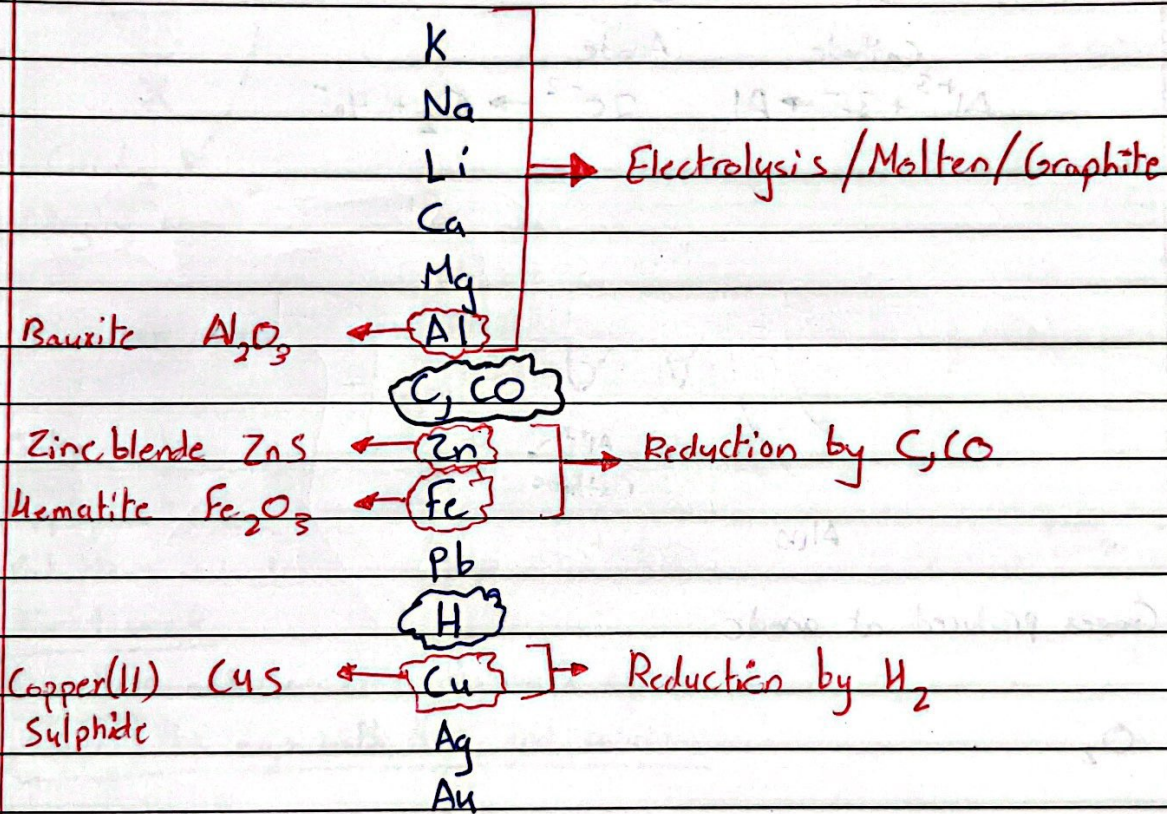 K
Na
Li → Electrolysis / Molten / Graphite
Ca
Mg
Bauxite Al₂O₃ ← Al
C, CO
Zinc blende ZnS ← Zn → Reduction by C, CO
Hematite Fe₂O₃ ← Fe
Pb
H
Copper(II) CuS ← Cu → Reduction by H₂
Sulphide
Ag
Au